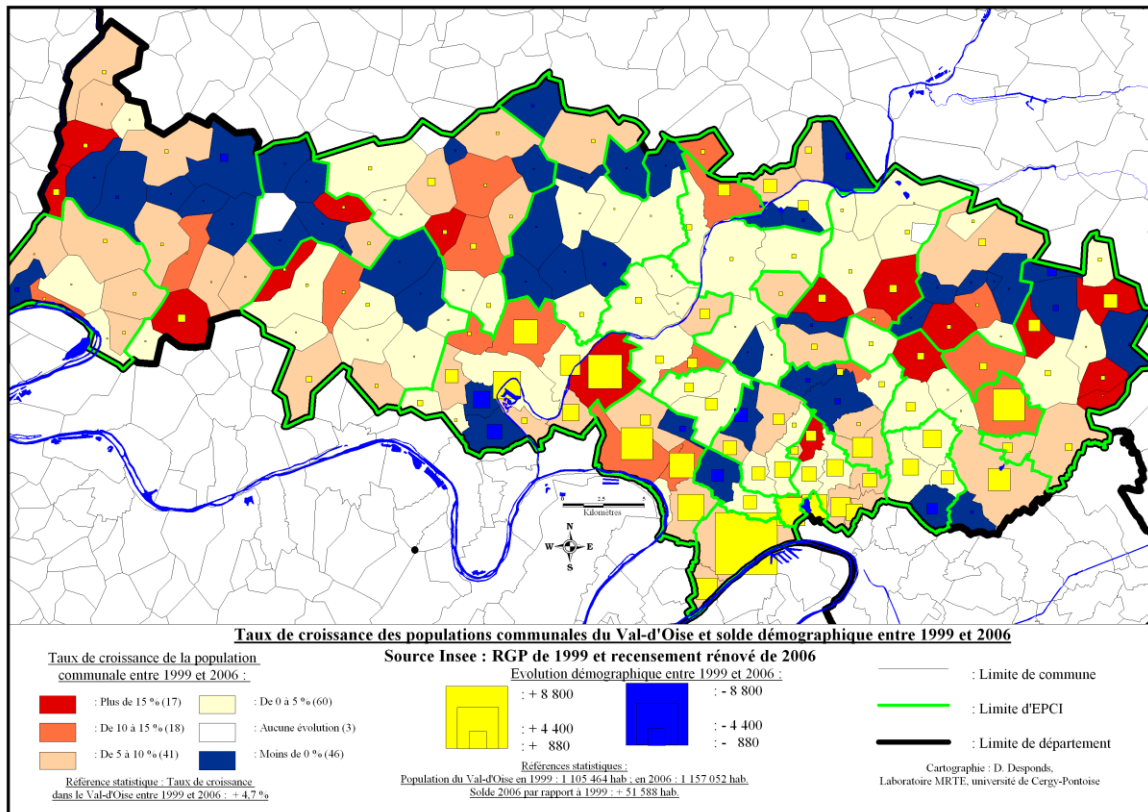 0 2.5 5
Kilomètres
N
W E
S
Taux de croissance des populations communales du Val-d'Oise et solde démographique entre 1999 et 2006
Source Insee : RGP de 1999 et recensement rénové de 2006
Taux de croissance de la population
communale entre 1999 et 2006 :
: Plus de 15 % (17)
: De 0 à 5 % (60)
: De 10 à 15 % (18)
: Aucune évolution (3)
: De 5 à 10 % (41)
: Moins de 0 % (46)
Référence statistique : Taux de croissance
dans le Val-d'Oise entre 1999 et 2006 : + 4,7 %
Evolution démographique entre 1999 et 2006 :
: + 8 800
: + 4 400
: + 880
: - 8 800
: - 4 400
: - 880
Références statistiques :
Population du Val-d'Oise en 1999 : 1 105 464 hab ; en 2006 : 1 157 052 hab.
Solde 2006 par rapport à 1999 : + 51 588 hab.
: Limite de commune
: Limite d'EPCI
: Limite de département
Cartographie : D. Desponds,
Laboratoire MRTE, université de Cergy-Pontoise